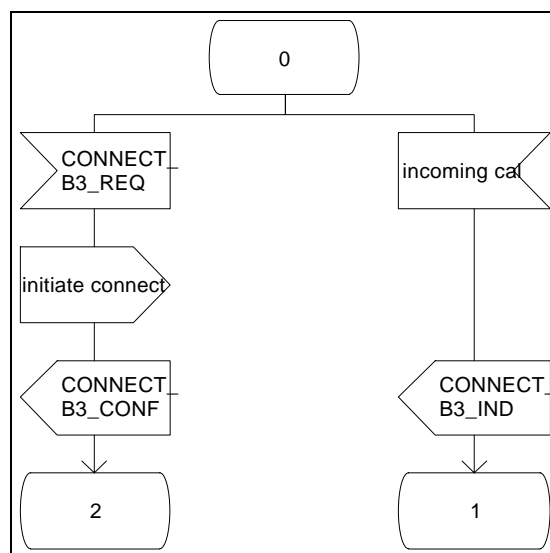 0
CONNECT_
B3_REQ
incoming cal
initiate connect
CONNECT_
B3_CONF
CONNECT_
B3_IND
2
1